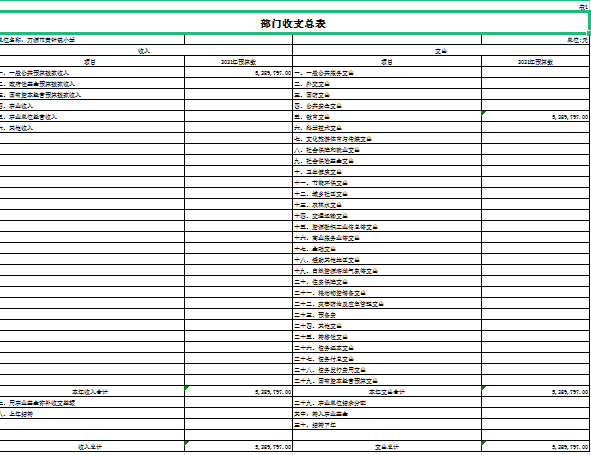 表1
部门收支总表
单位:元
收入 支出
项目 2021年预算数 项目 2021年预算数
一、一般公共预算拨款收入 5,289,797.00 一、一般公共服务支出
二、政府性基金预算拨款收入 二、外交支出
三、国有资本经营预算拨款收入 三、国防支出
四、事业收入 四、公共安全支出
五、事业单位经营收入 五、教育支出 5,289,797.00
六、其他收入 六、科学技术支出
七、文化旅游体育与传媒支出
八、社会保障和就业支出
九、社会保险基金支出
十、卫生健康支出
十一、节能环保支出
十二、城乡社区支出
十三、农林水支出
十四、交通运输支出
十五、资源勘探工业信息等支出
十六、商业服务业等支出
十七、金融支出
十八、援助其他地区支出
十九、自然资源海洋气象等支出
二十、住房保障支出
二十一、粮油物资储备支出
二十二、灾害防治及应急管理支出
二十三、预备费
二十四、其他支出
二十五、转移性支出
二十六、债务还本支出
二十七、债务付息支出
二十八、债务发行费用支出
二十九、国有资本经营预算支出
本年收入合计 5,289,797.00 本年支出合计 5,289,797.00
七、用事业基金弥补收支差额 二十九、事业单位结余分配
八、上年结转 其中：转入事业基金
三十、结转下年
收入总计 5,289,797.00 支出总计 5,289,797.00